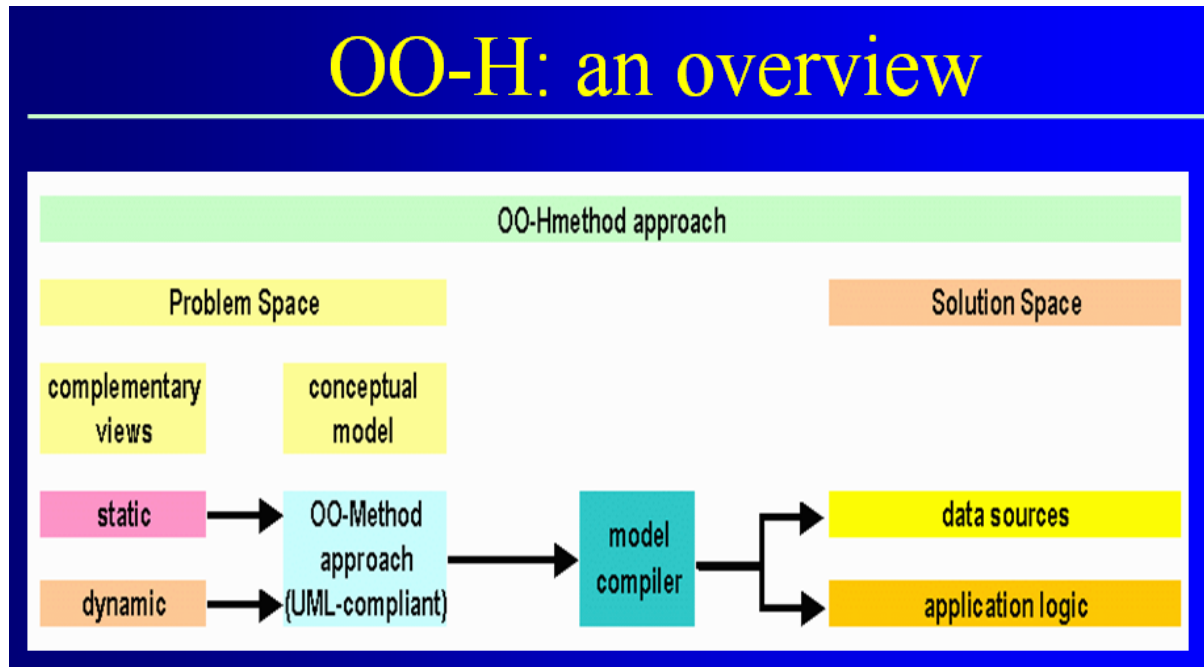 OO-H: an overview
OO-Hmethod approach
Problem Space
Solution Space
complementary
views
conceptual
model
static
OO-Method
approach
(UML-compliant)
dynamic
model
compiler
data sources
application logic